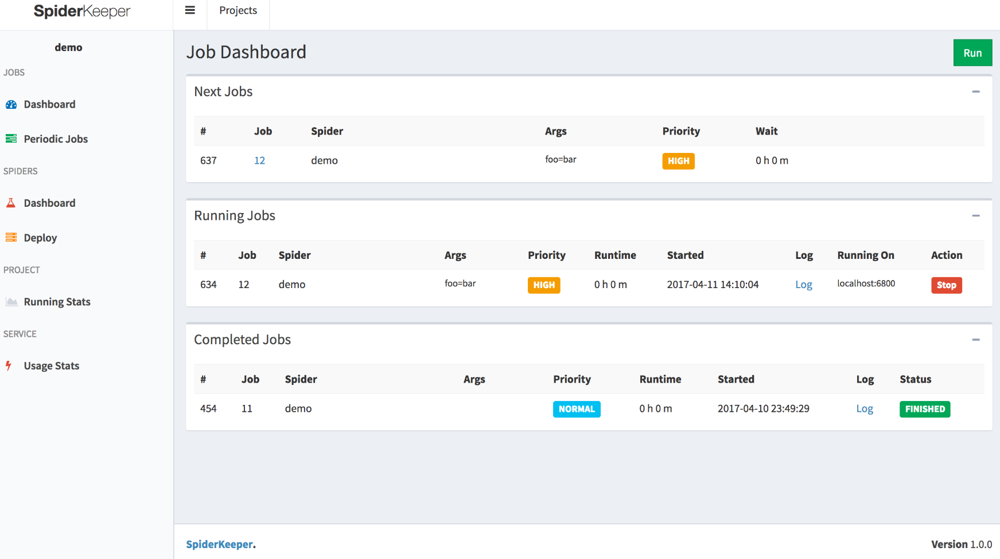 SpiderKeeper
Projects
demo
JOBS
Dashboard
Periodic Jobs
SPIDERS
Dashboard
Deploy
PROJECT
Running Stats
SERVICE
Usage Stats
Job Dashboard
Run
Next Jobs
# Job Spider Args Priority Wait
637 12 demo foo=bar HIGH 0 h 0 m
Running Jobs
# Job Spider Args Priority Runtime Started Log Running On Action
634 12 demo foo=bar HIGH 0 h 0 m 2017-04-11 14:10:04 Log localhost:6800 Stop
Completed Jobs
# Job Spider Args Priority Runtime Started Log Status
454 11 demo NORMAL 0 h 0 m 2017-04-10 23:49:29 Log FINISHED
SpiderKeeper.
Version 1.0.0